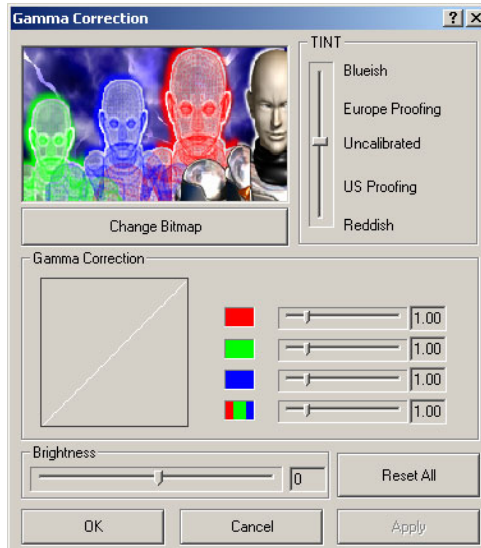 Gamma Correction
TINT
Blueish
Europe Proofing
Uncalibrated
US Proofing
Reddish
Change Bitmap
Gamma Correction
1.00
1.00
1.00
1.00
Brightness
0
Reset All
OK
Cancel
Apply